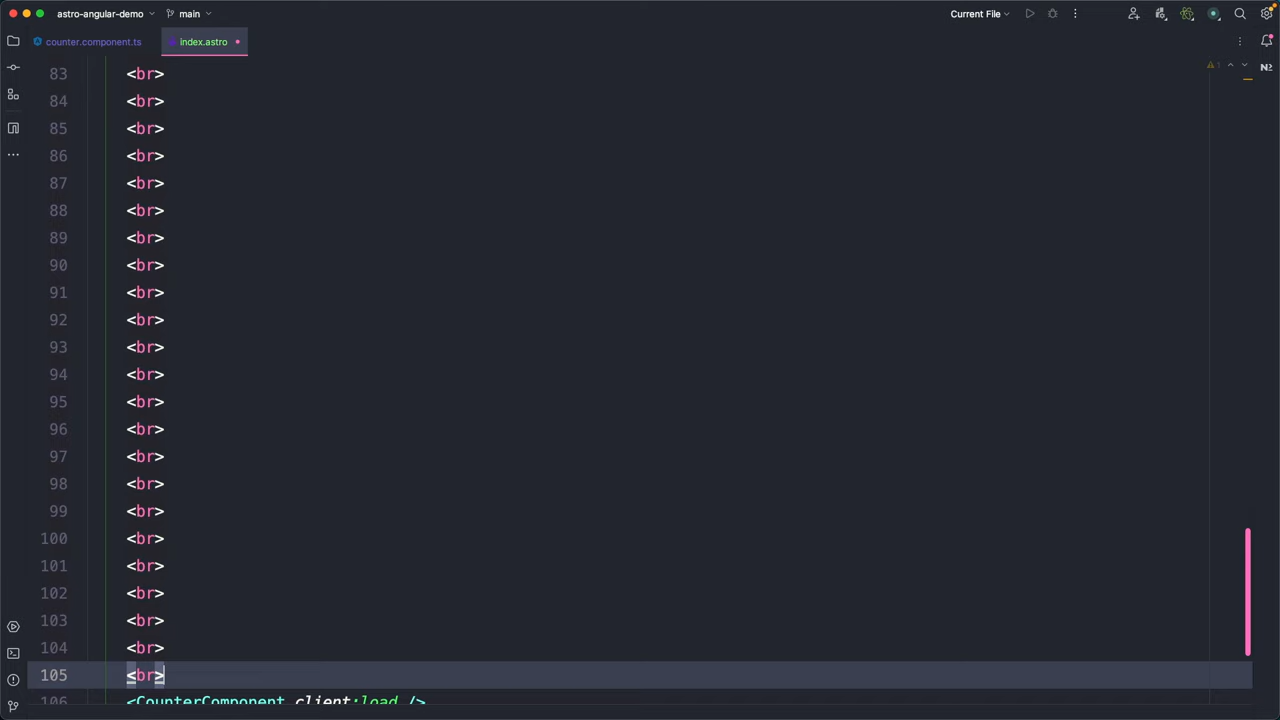 astro-angular-demo main Current File
counter.component.ts index.astro
1
83 <br>
84 <br>
85 <br>
86 <br>
87 <br>
88 <br>
89 <br>
90 <br>
91 <br>
92 <br>
93 <br>
94 <br>
95 <br>
96 <br>
97 <br>
98 <br>
99 <br>
100 <br>
101 <br>
102 <br>
103 <br>
104 <br>
105 <br>
106 <CounterComponent client:load />